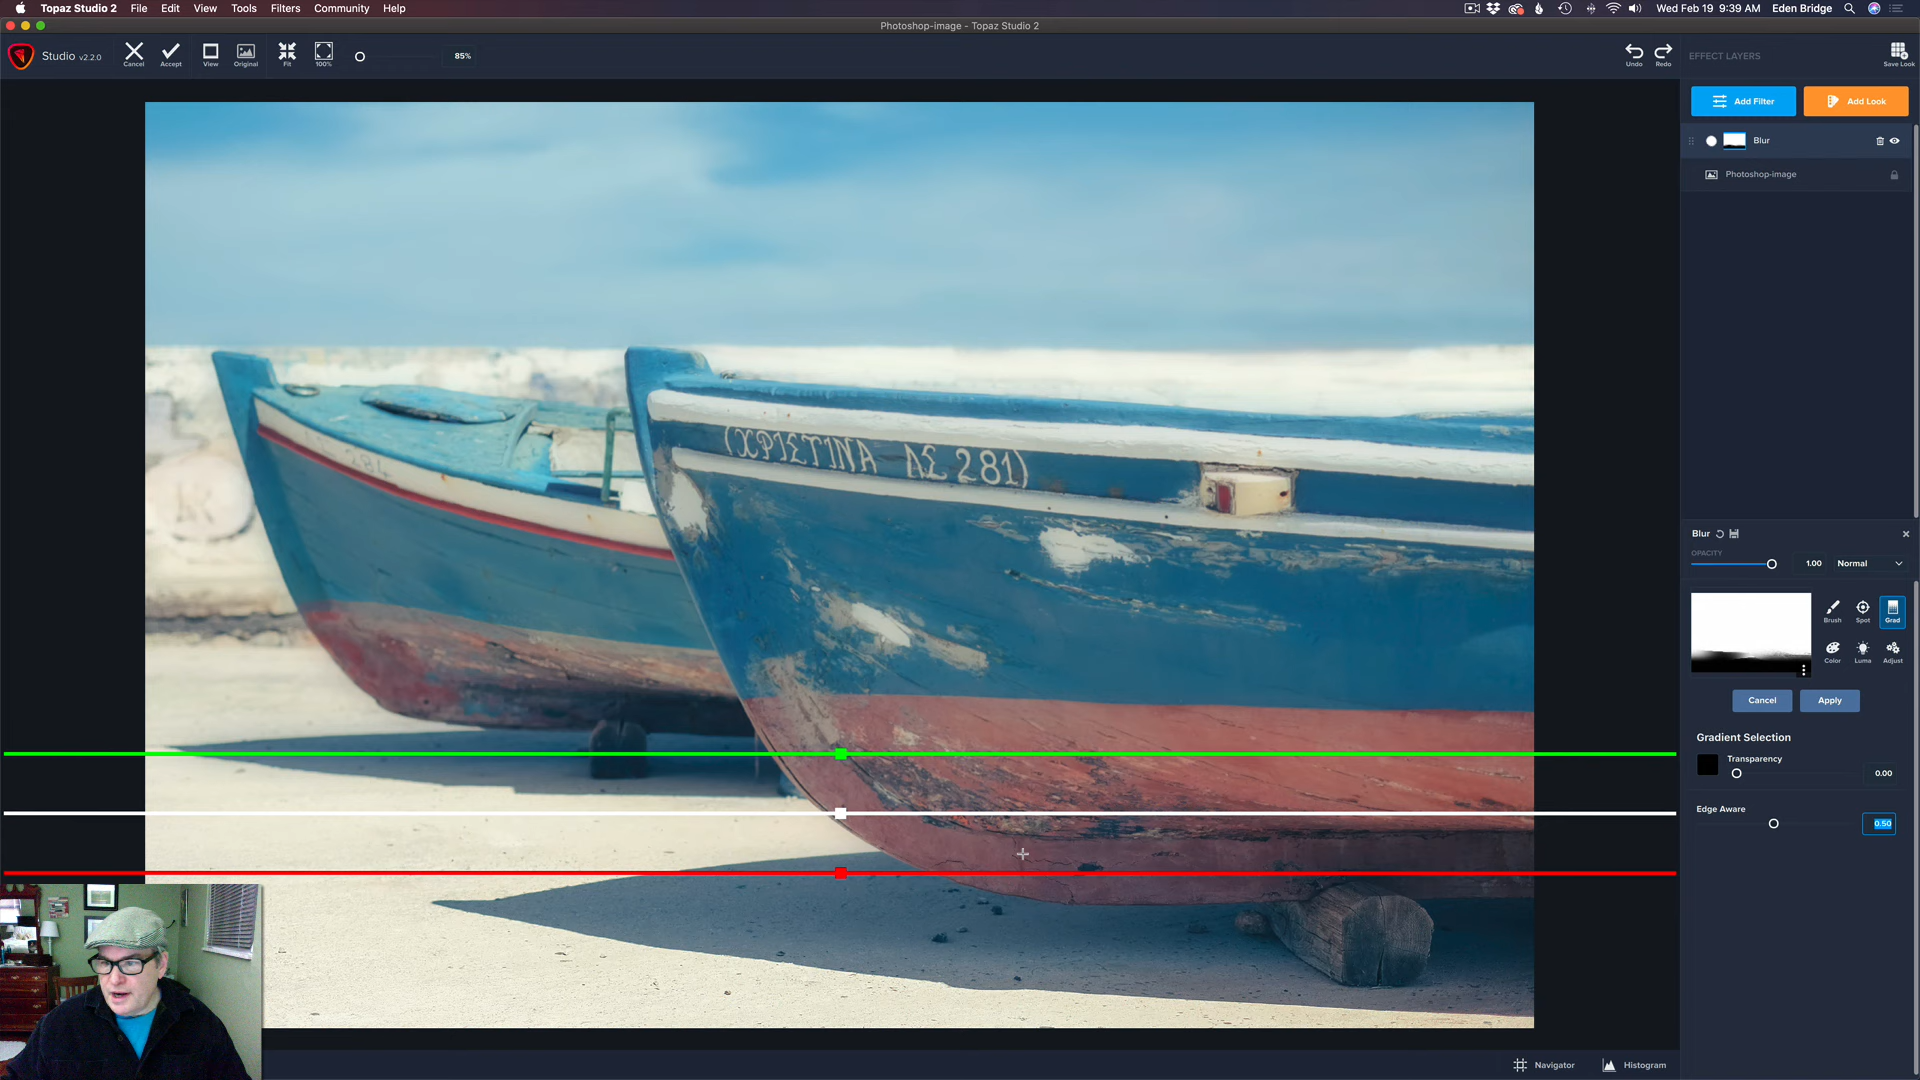 Topaz Studio 2 File Edit View Tools Filters Community Help
Wed Feb 19 9:39 AM Eden Bridge
Photoshop-image - Topaz Studio 2
Studio v2.2.0
Cancel Accept View Original Fit 100% 85%
Undo Redo
EFFECT LAYERS
Save Look
Add Filter Add Look
Blur
Photoshop-image
(ΧΡΙΣΤΙΝΑ ΛΣ 281)
281
Blur
OPACITY
1.00 Normal
Brush Spot Grad
Color Luma Adjust
Cancel Apply
Gradient Selection
Transparency
0.00
Edge Aware
0.50
Navigator Histogram